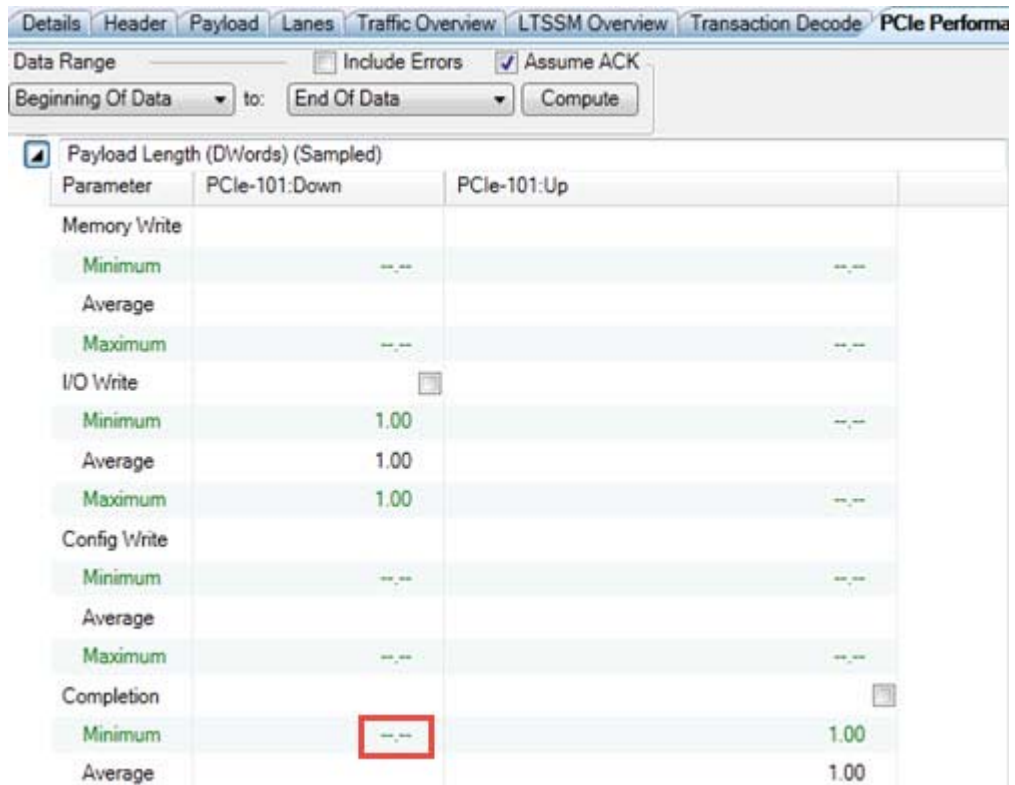 Details Header Payload Lanes Traffic Overview LTSSM Overview Transaction Decode PCIe Performa
Data Range Include Errors Assume ACK
Beginning Of Data to: End Of Data Compute
Payload Length (DWords) (Sampled)
Parameter PCIe-101:Down PCIe-101:Up
Memory Write
Minimum --.-- --.--
Average
Maximum --.-- --.--
I/O Write
Minimum 1.00 --.--
Average 1.00
Maximum 1.00 --.--
Config Write
Minimum --.-- --.--
Average
Maximum --.-- --.--
Completion
Minimum --.-- 1.00
Average 1.00